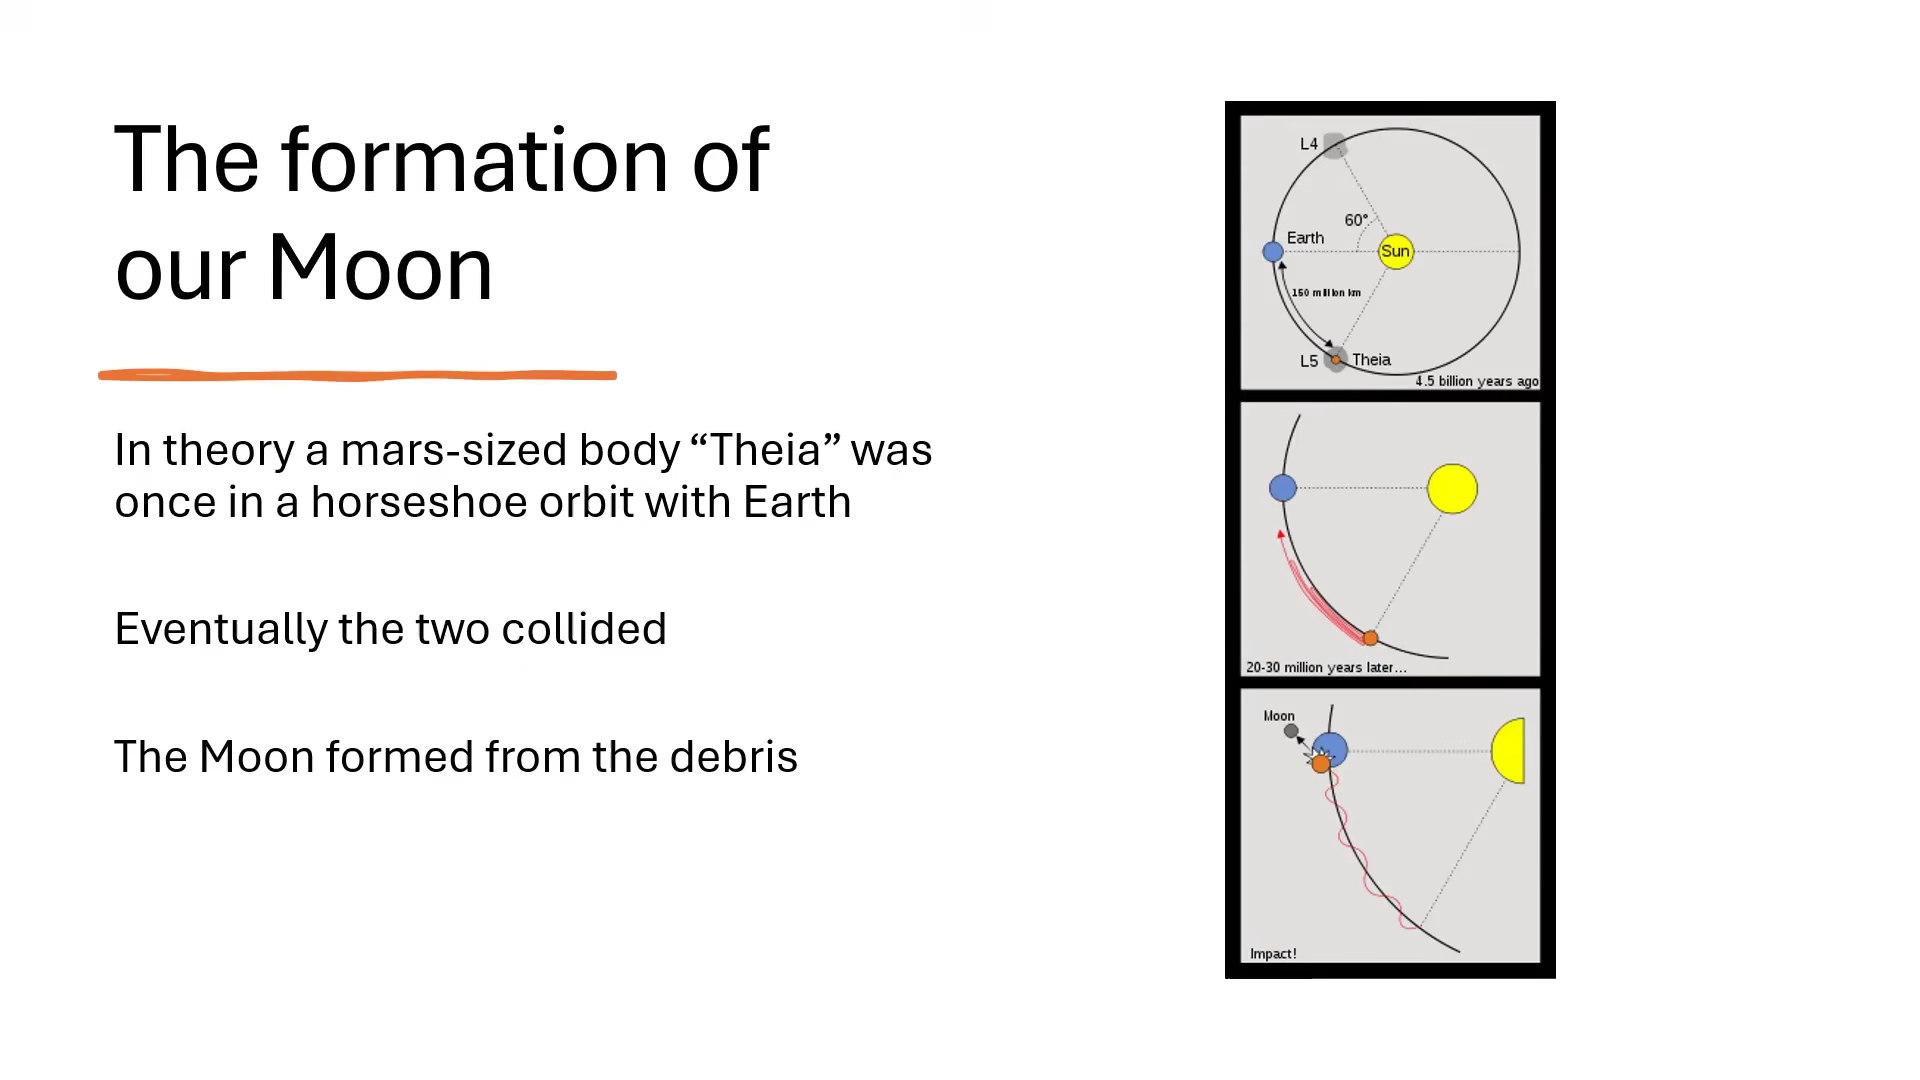 The formation of
our Moon
In theory a mars-sized body “Theia” was
once in a horseshoe orbit with Earth
Eventually the two collided
The Moon formed from the debris
L4
60°
Earth
Sun
150 million km
L5
Theia
4.5 billion years ago
20-30 million years later...
Moon
Impact!